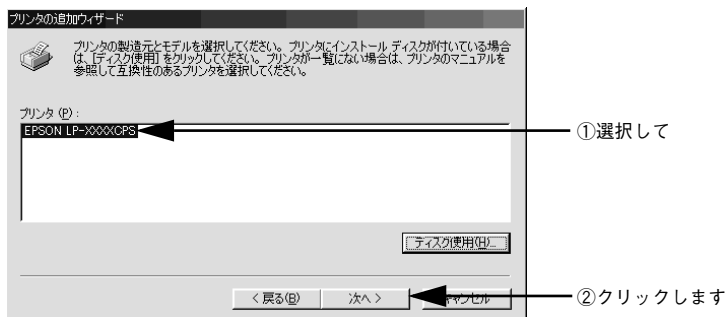 プリンタの追加ウィザード
プリンタの製造元とモデルを選択してください。プリンタにインストール ディスクが付いている場合
は、[ディスク使用] をクリックしてください。プリンタが一覧にない場合は、プリンタのマニュアルを
参照して互換性のあるプリンタを選択してください。
プリンタ (P) :
EPSON LP-XXXXCPS
①選択して
ディスク使用(H)...
< 戻る(B)
次へ >
キャンセル
②クリックします